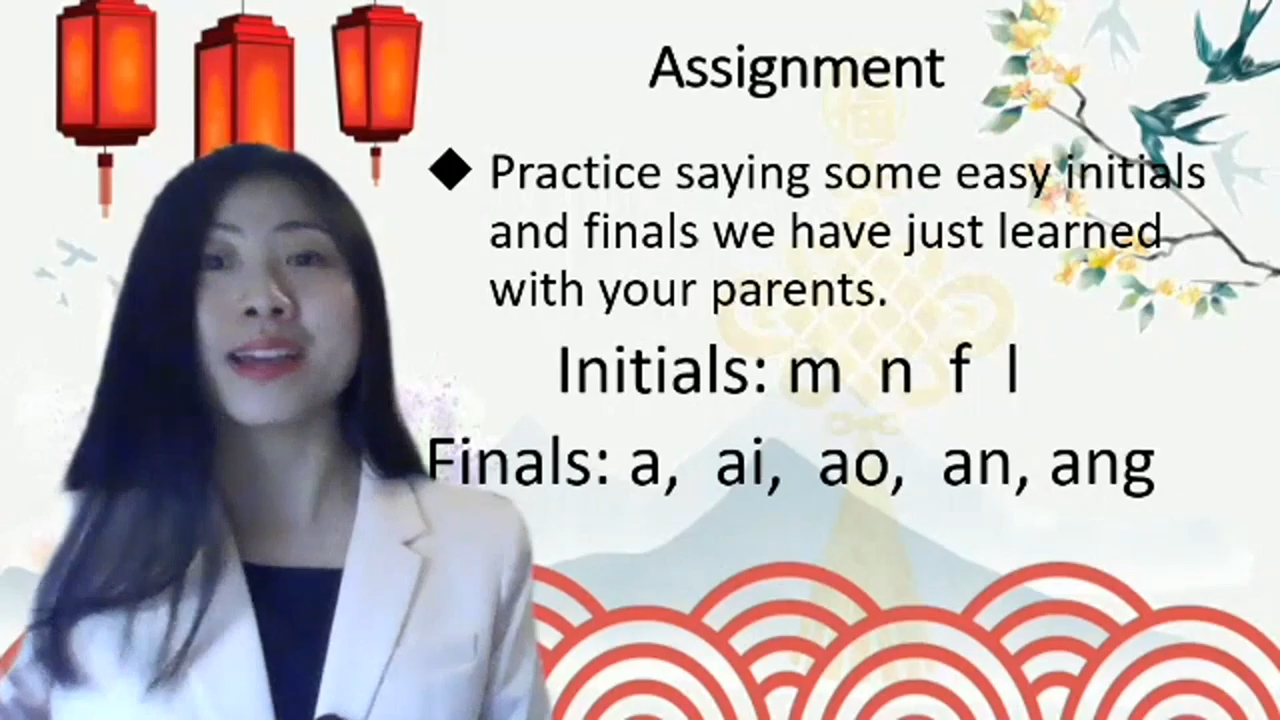 Assignment
◆ Practice saying some easy initials
and finals we have just learned
with your parents.
Initials: m n f l
Finals: a, ai, ao, an, ang